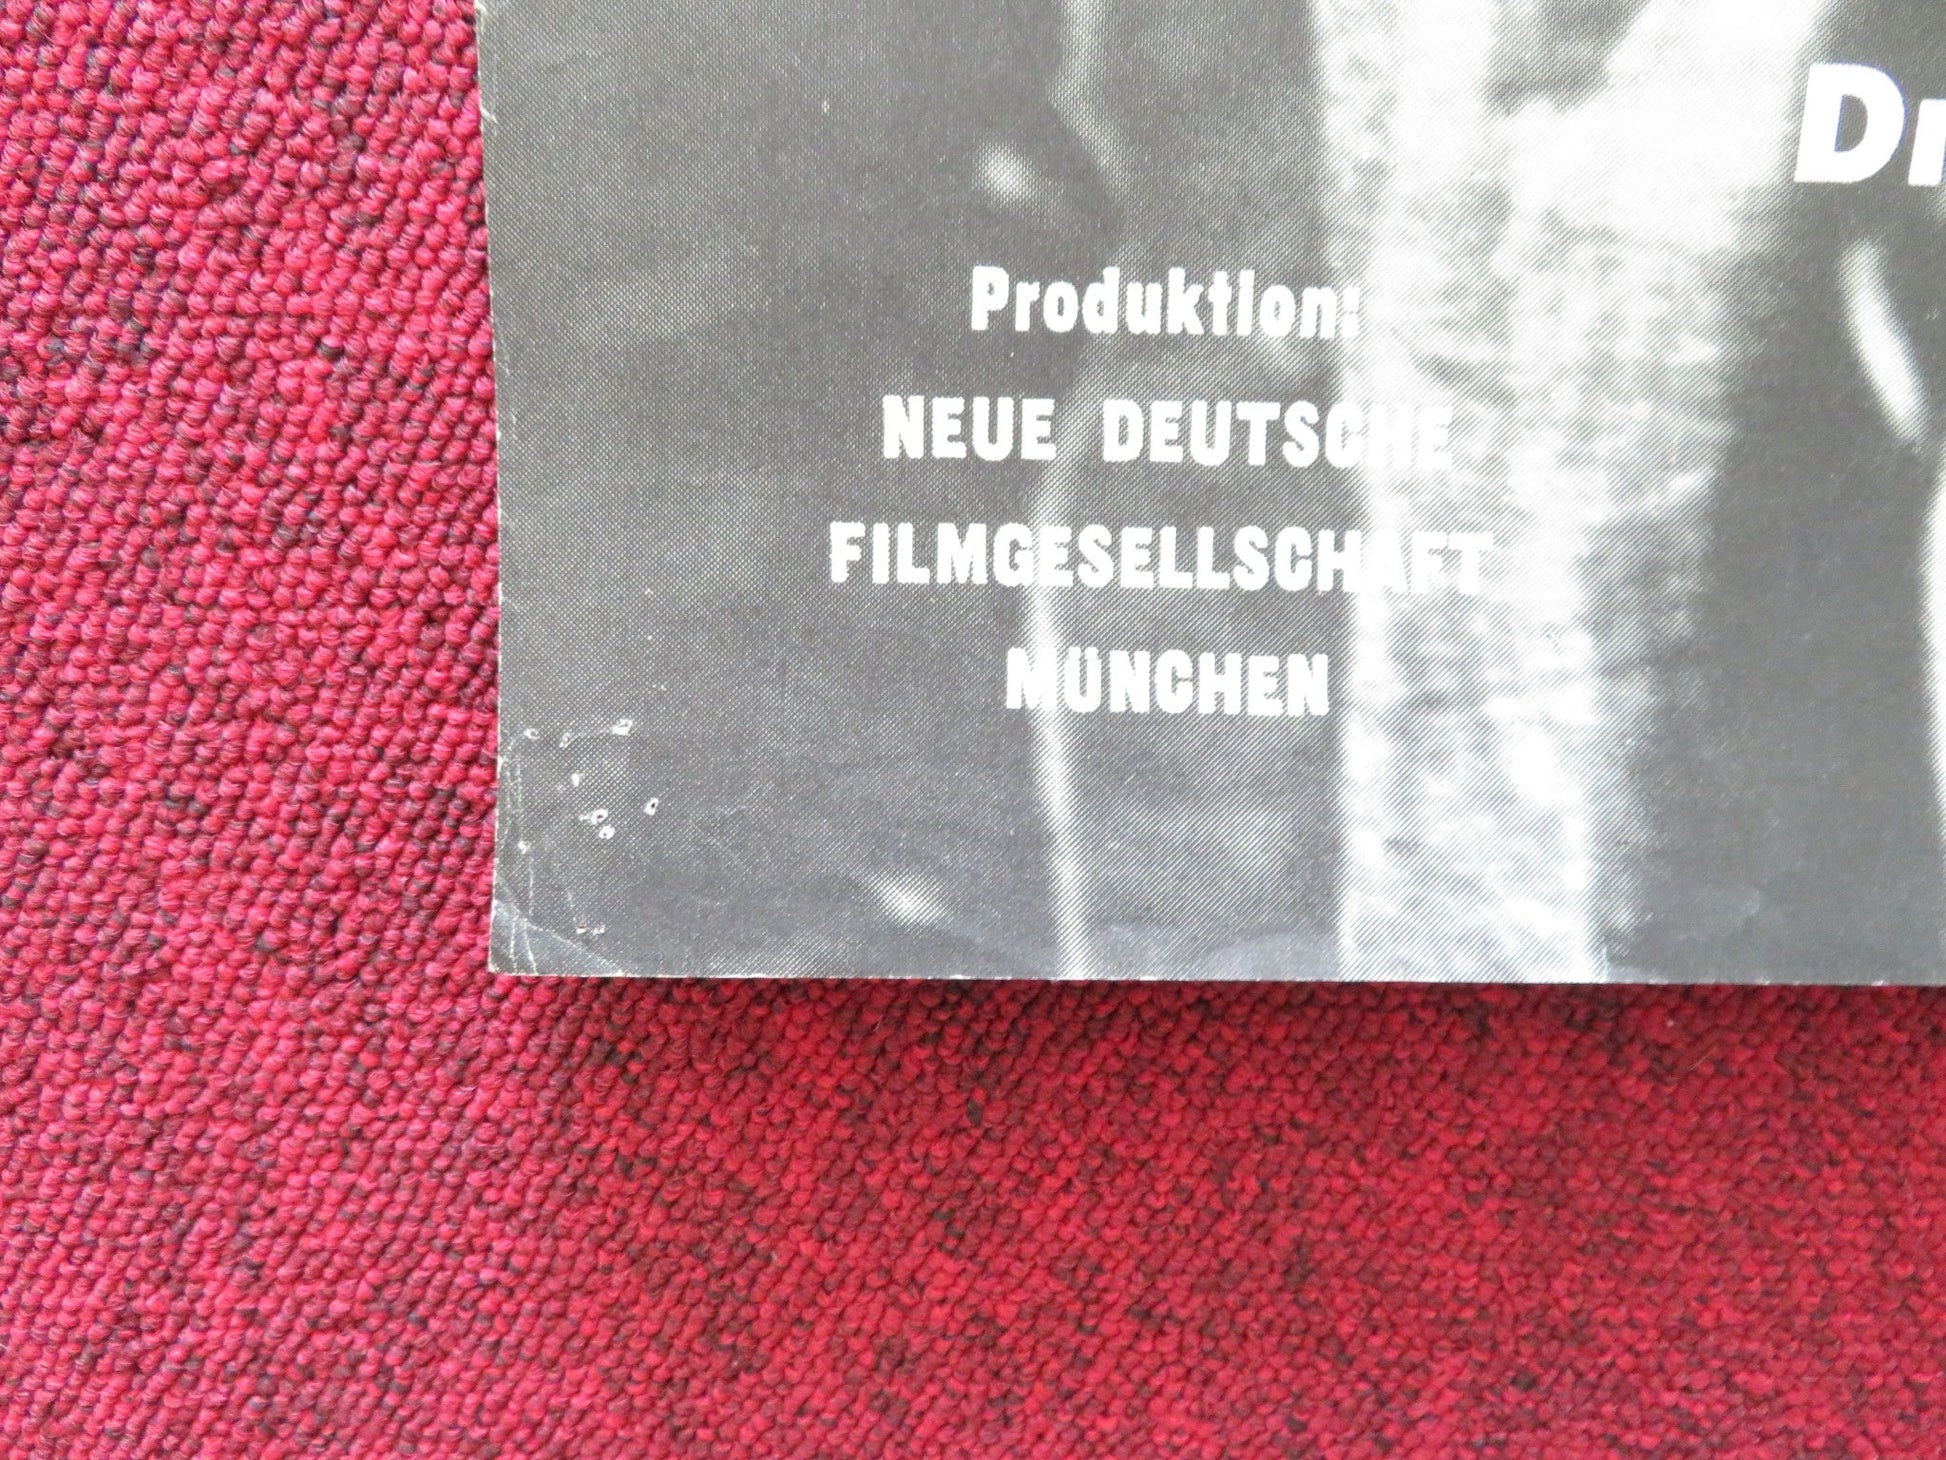 Produktion:
NEUE DEUTSCHE
FILMGESELLSCHAFT
MÜNCHEN